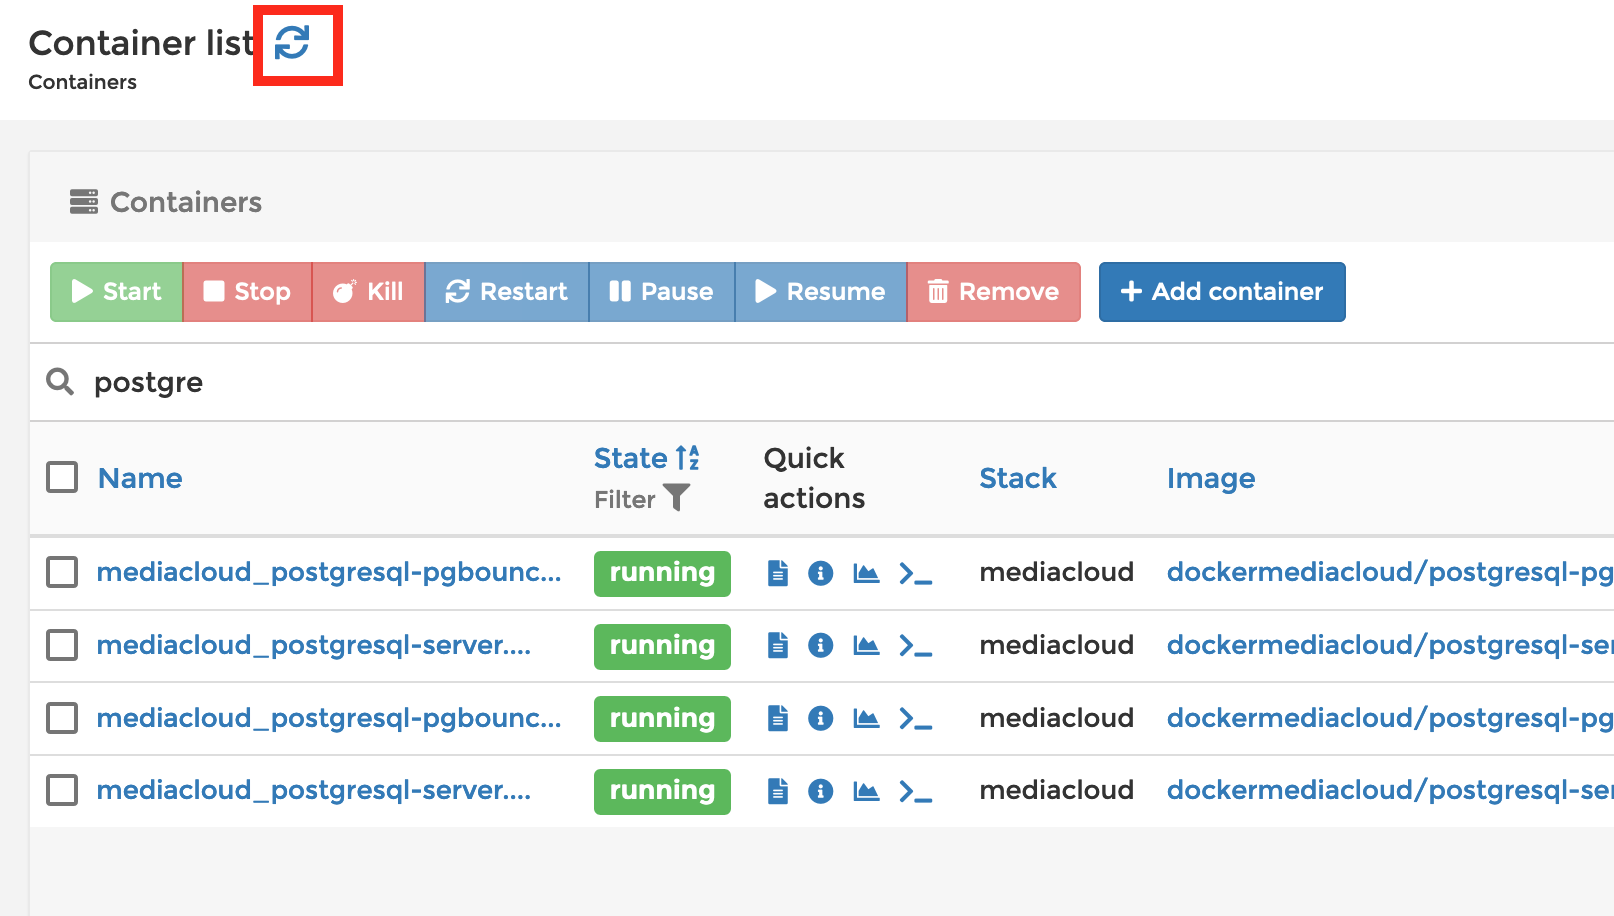 Container list
Containers
Containers
Start Stop Kill Restart Pause Resume Remove Add container
postgre
Name State Filter Quick actions Stack Image
mediacloud_postgresql-pgbounc... running mediacloud dockermediacloud/postgresql-pg
mediacloud_postgresql-server.... running mediacloud dockermediacloud/postgresql-ser
mediacloud_postgresql-pgbounc... running mediacloud dockermediacloud/postgresql-pg
mediacloud_postgresql-server.... running mediacloud dockermediacloud/postgresql-ser